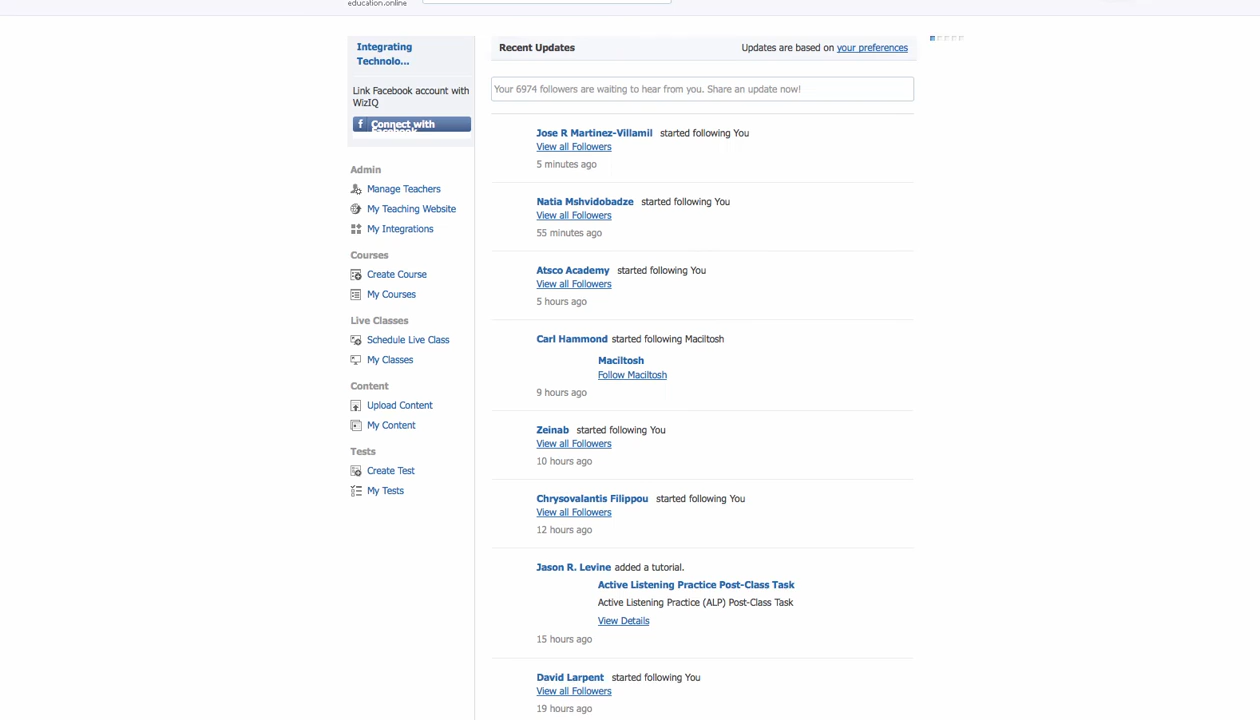 education.online
Integrating
Technolo...
Link Facebook account with
WizIQ
f Connect with
Facebook
Admin
Manage Teachers
My Teaching Website
My Integrations
Courses
Create Course
My Courses
Live Classes
Schedule Live Class
My Classes
Content
Upload Content
My Content
Tests
Create Test
My Tests
Recent Updates
Updates are based on your preferences
Your 6974 followers are waiting to hear from you. Share an update now!
Jose R Martinez-Villamil started following You
View all Followers
5 minutes ago
Natia Mshvidobadze started following You
View all Followers
55 minutes ago
Atsco Academy started following You
View all Followers
5 hours ago
Carl Hammond started following Maciltosh
Maciltosh
Follow Maciltosh
9 hours ago
Zeinab started following You
View all Followers
10 hours ago
Chrysovalantis Filippou started following You
View all Followers
12 hours ago
Jason R. Levine added a tutorial.
Active Listening Practice Post-Class Task
Active Listening Practice (ALP) Post-Class Task
View Details
15 hours ago
David Larpent started following You
View all Followers
19 hours ago